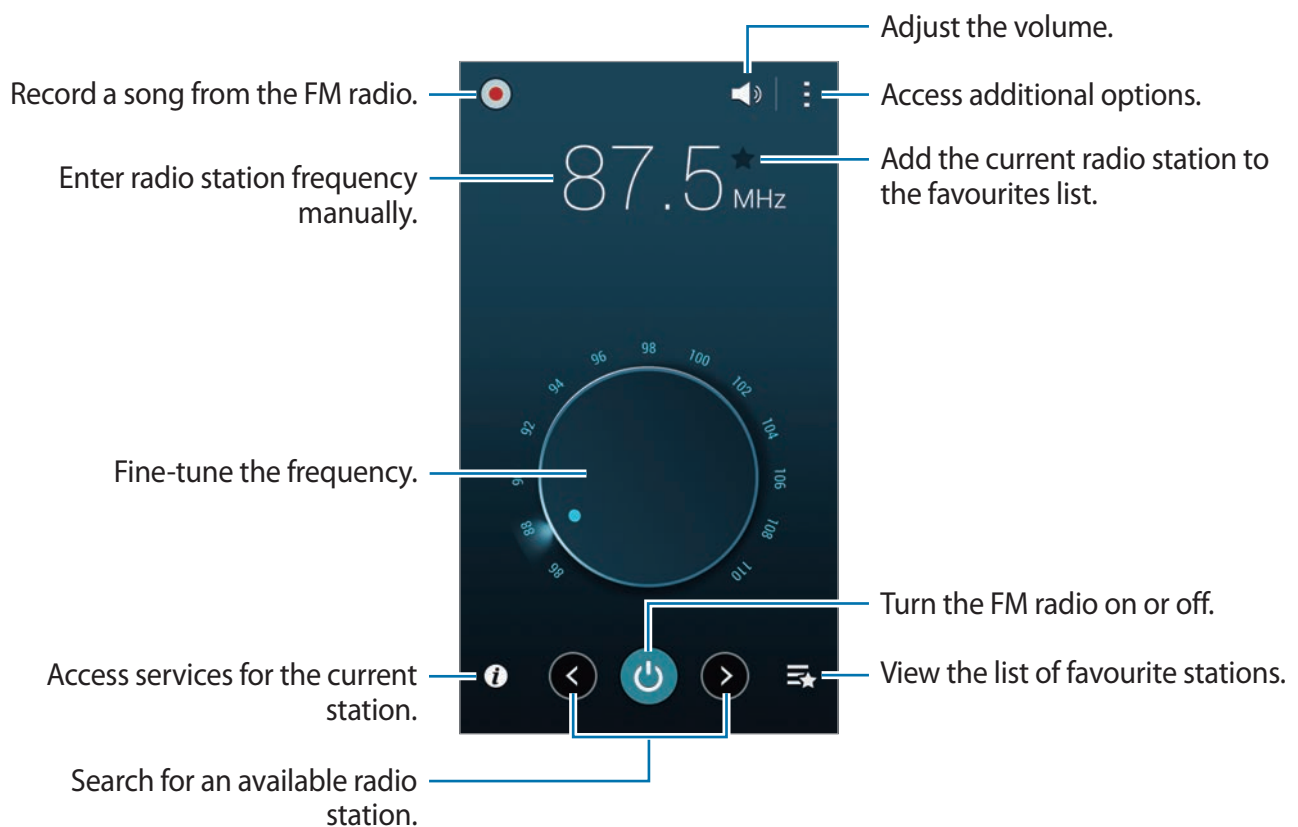 Adjust the volume.
Record a song from the FM radio.
Access additional options.
Enter radio station frequency
manually.
87.5
MHz
Add the current radio station to
the favourites list.
86
88
92
94
96
98
100
102
104
106
108
110
Fine-tune the frequency.
Turn the FM radio on or off.
Access services for the current
station.
i
View the list of favourite stations.
Search for an available radio
station.